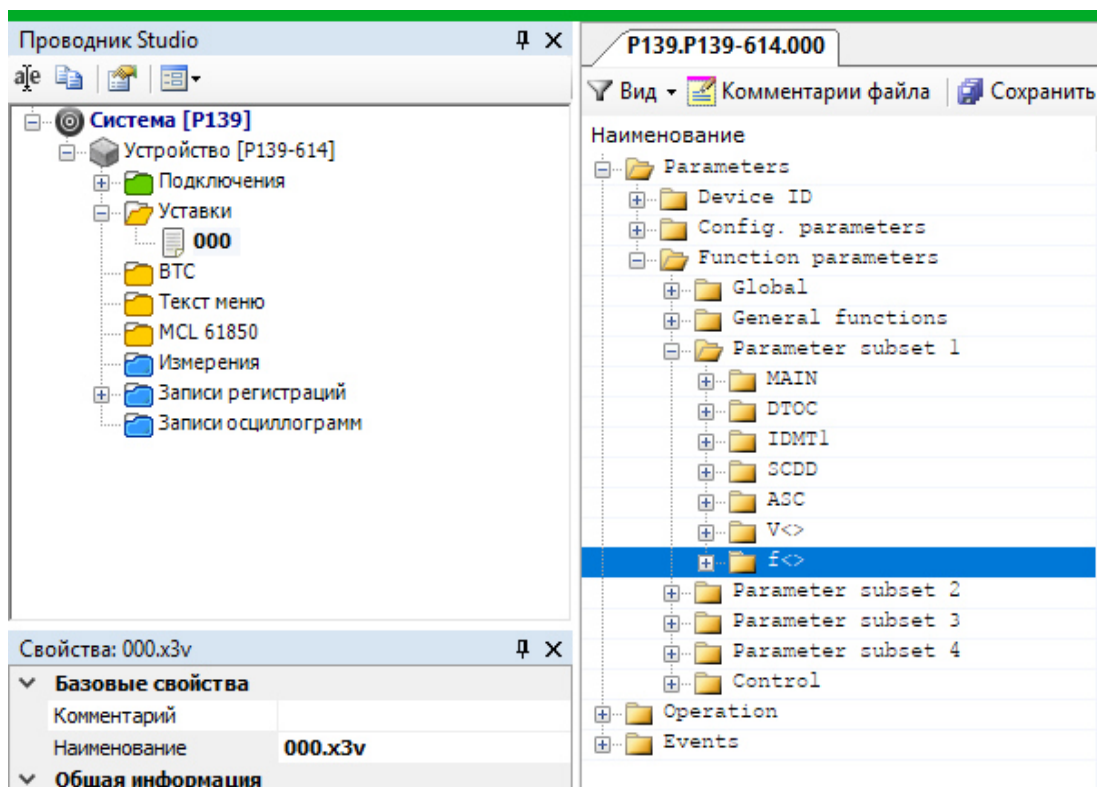 Проводник Studio
Система [P139]
Устройство [P139-614]
Подключения
Уставки
000
ВТС
Текст меню
MCL 61850
Измерения
Записи регистраций
Записи осциллограмм
Свойства: 000.x3v
Базовые свойства
Комментарий
Наименование 000.x3v
Общая информация
P139.P139-614.000
Вид Комментарии файла Сохранить
Наименование
Parameters
Device ID
Config. parameters
Function parameters
Global
General functions
Parameter subset 1
MAIN
DTOC
IDMT1
SCDD
ASC
V<>
f<>
Parameter subset 2
Parameter subset 3
Parameter subset 4
Control
Operation
Events